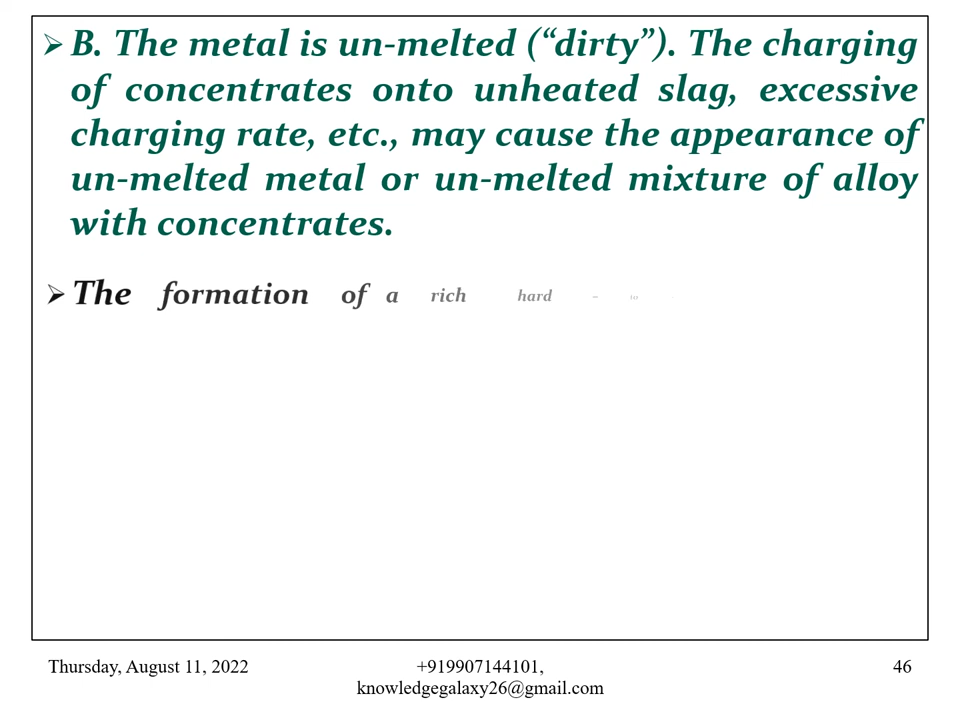 B. The metal is un-melted (“dirty”). The charging
of concentrates onto unheated slag, excessive
charging rate, etc., may cause the appearance of
un-melted metal or un-melted mixture of alloy
with concentrates.
The formation of a rich hard –
Thursday, August 11, 2022
+919907144101,
knowledgegalaxy26@gmail.com
46